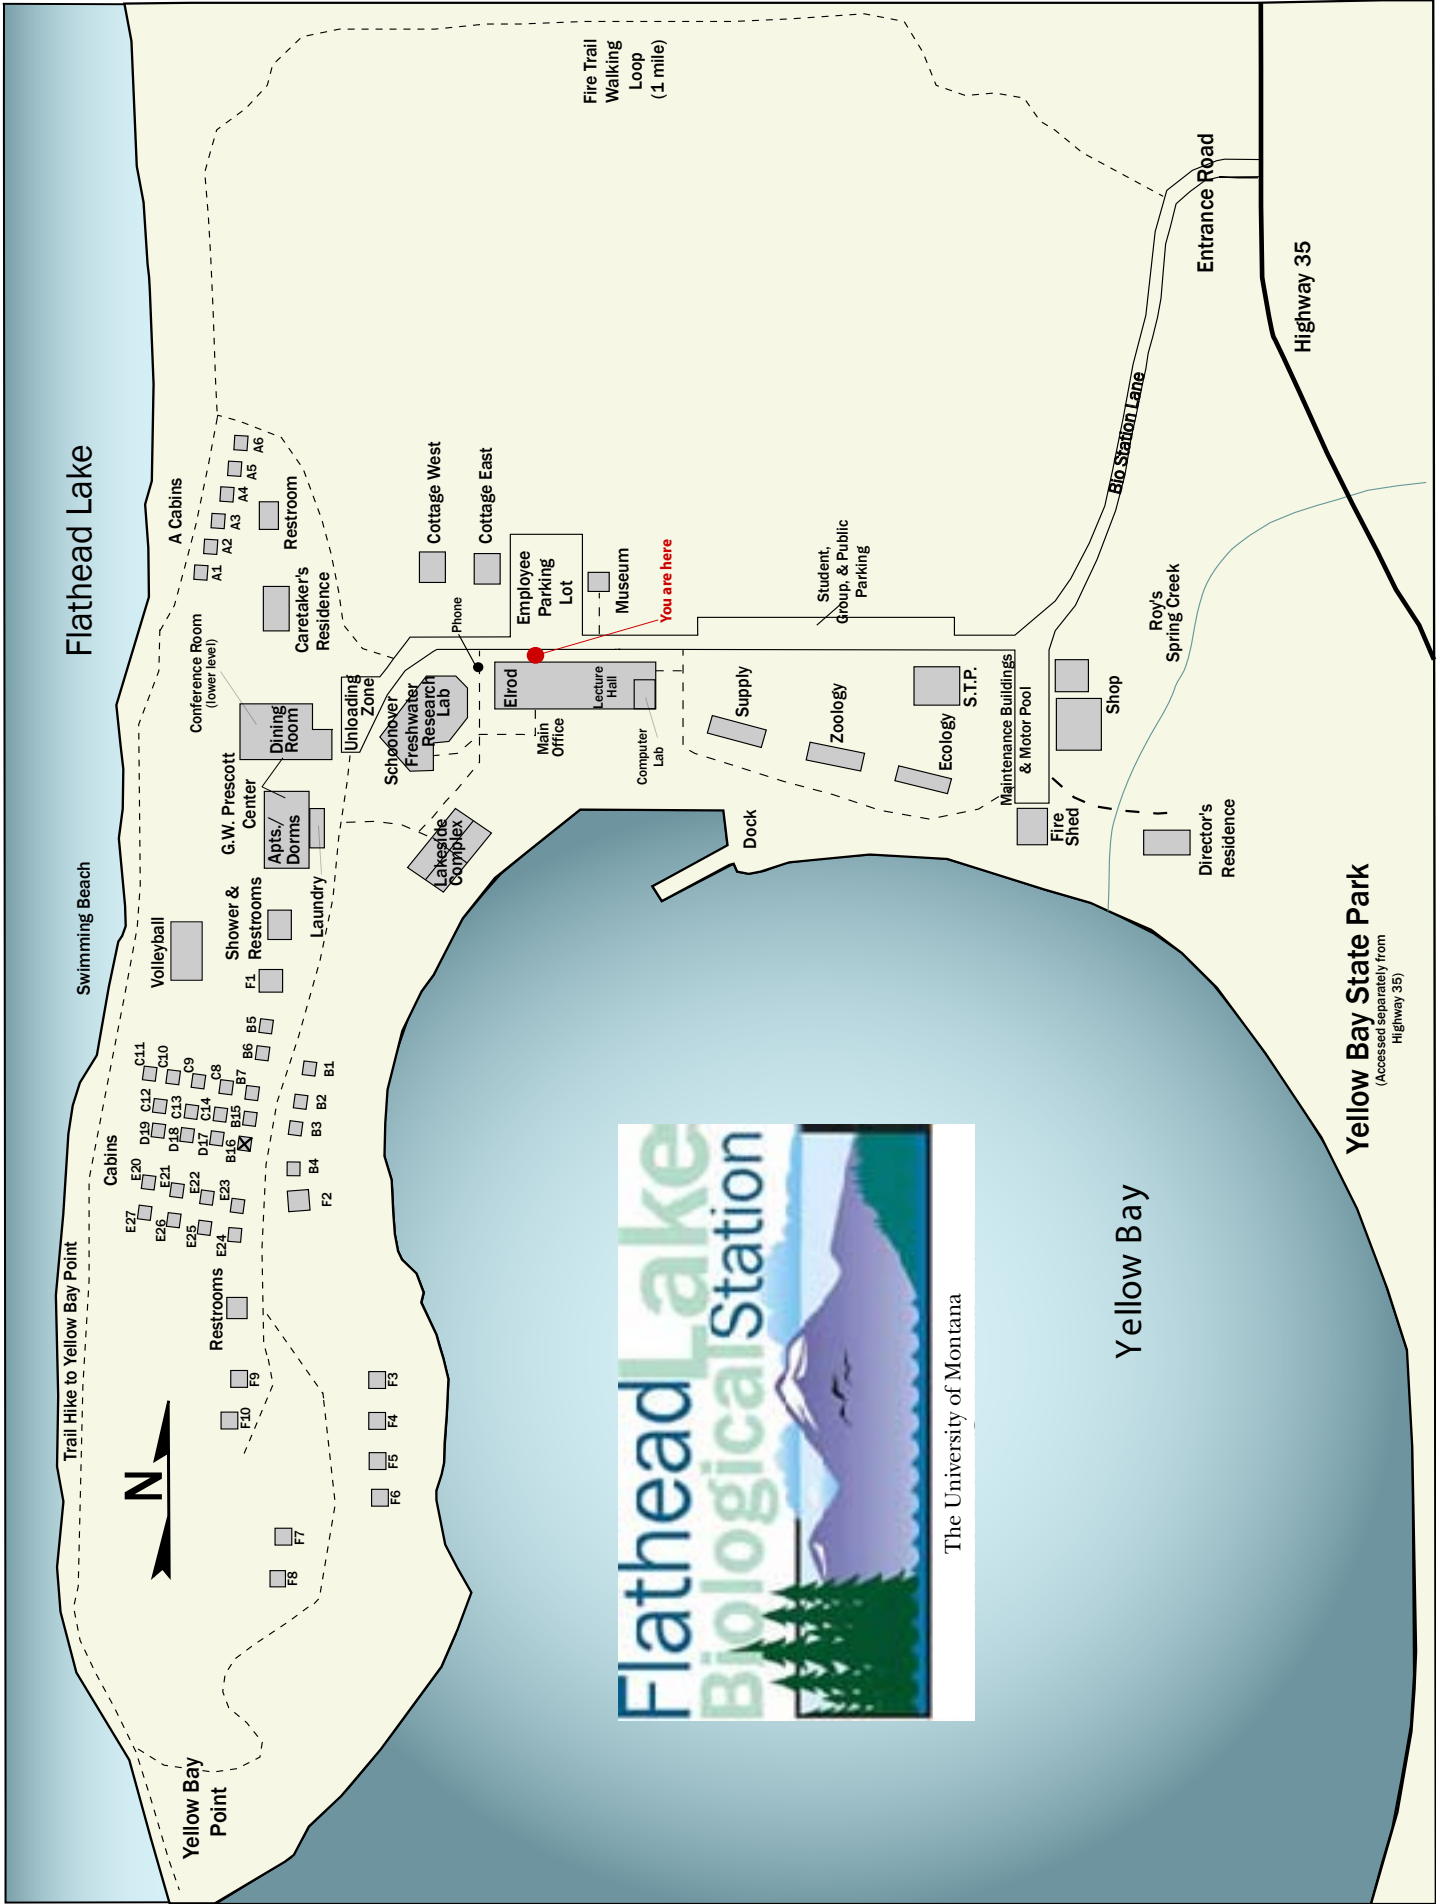 Flathead Lake
Swimming Beach
Trail Hike to Yellow Bay Point
Yellow Bay
Point
N
Cabins
A Cabins
A1
A2
A3
A4
A5
A6
Restroom
Caretaker's
Residence
Conference Room
(lower level)
Dining
Room
G.W. Prescott
Center
Apts./
Dorms
Laundry
Shower &
Restrooms
Volleyball
F1
B5
B6
B7
C8
C9
C10
C11
C12
C13
C14
B15
B16
D17
D18
D19
E20
E21
E22
E23
E24
E25
E26
E27
B1
B2
B3
B4
F2
Restrooms
F9
F10
F3
F4
F5
F6
F7
F8
Unloading
Zone
Schoonover
Freshwater
Research
Lab
Lakeside
Complex
Cottage West
Cottage East
Phone
Employee
Parking
Lot
Museum
You are here
Elrod
Lecture
Hall
Main
Office
Computer
Lab
Fire Trail
Walking
Loop
(1 mile)
Student,
Group, & Public
Parking
Supply
Zoology
Ecology
S.T.P.
Maintenance Buildings
& Motor Pool
Shop
Fire
Shed
Director's
Residence
Dock
Roy's
Spring Creek
Bio Station Lane
Entrance Road
Highway 35
Yellow Bay State Park
(Accessed separately from
Highway 35)
Yellow Bay
Flathead Lake
Biological Station
The University of Montana